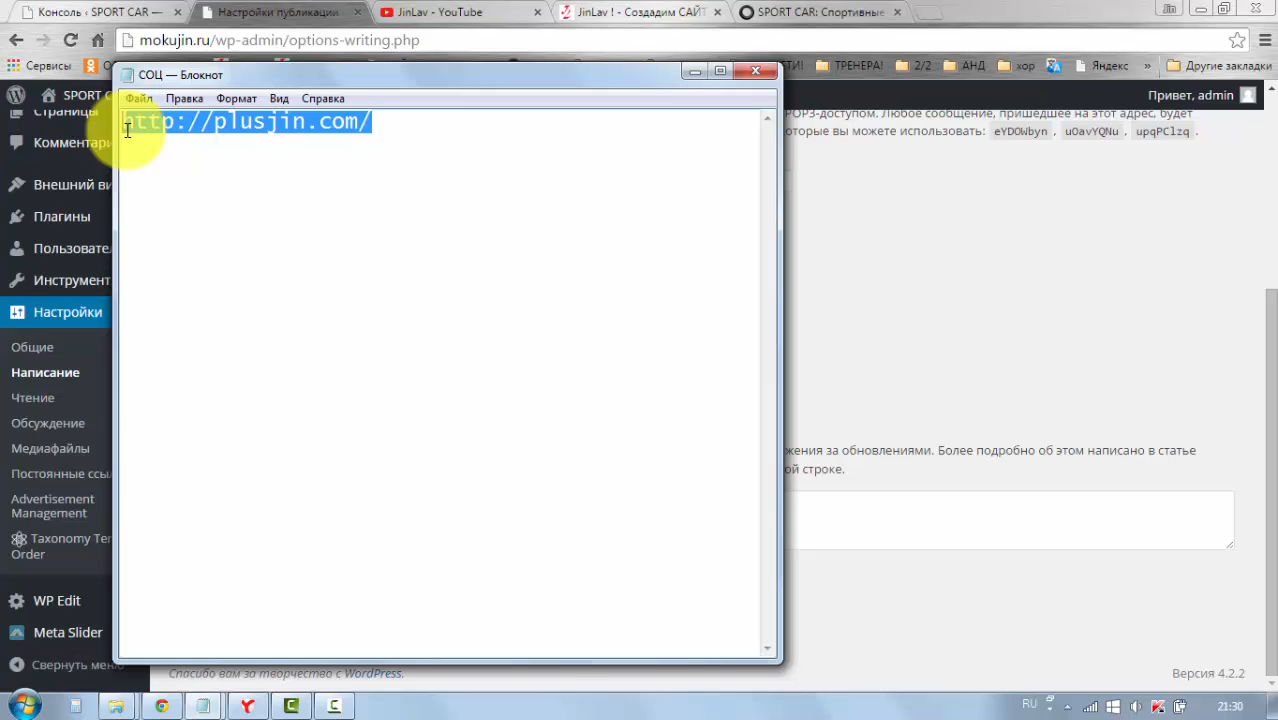 Консоль ‹ SPORT CAR —
Настройки публикации
JinLav - YouTube
JinLav ! - Создадим САЙТ
SPORT CAR: Спортивные
mokujin.ru/wp-admin/options-writing.php
Сервисы
ТРЕНЕРА!
2/2
АНД
хор
Яндекс
»
Другие закладки
СОЦ — Блокнот
Файл Правка Формат Вид Справка
http://plusjin.com/
SPORT
Привет, admin
Страницы
Комментари
Внешний ви
Плагины
Пользовате
Инструмент
Настройки
Общие
Написание
Чтение
Обсуждение
Медиафайлы
Постоянные ссы
Advertisement
Management
Taxonomy Ter
Order
WP Edit
Meta Slider
Свернуть меню
POP3-доступом. Любое сообщение, пришедшее на этот адрес, будет
оторые вы можете использовать: eYDOWbyn , uOavYQNu , upqPClzq .
жения за обновлениями. Более подробно об этом написано в статье
ой строке.
Спасибо вам за творчество с WordPress.
Версия 4.2.2
RU
21:30